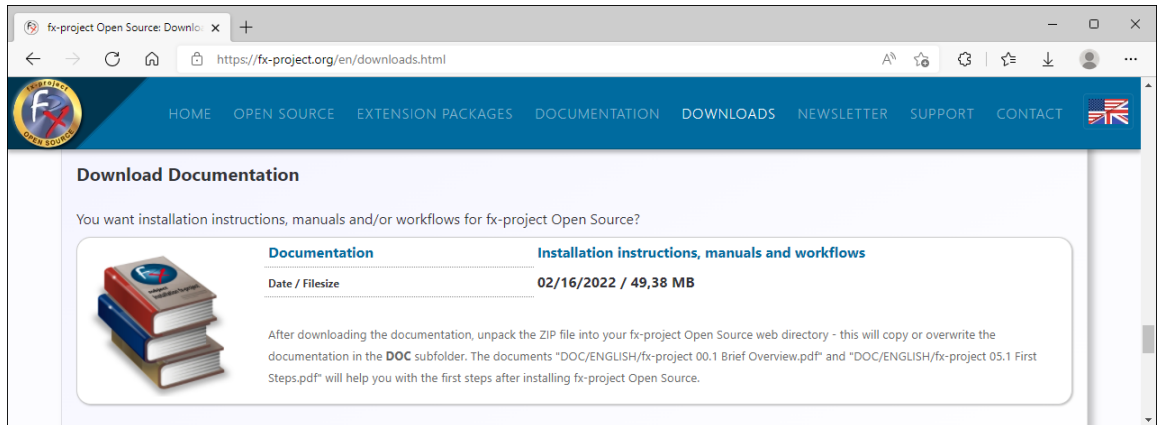 fx-project Open Source: Downlo
https://fx-project.org/en/downloads.html
fx-project
OPEN SOURCE
HOME OPEN SOURCE EXTENSION PACKAGES DOCUMENTATION DOWNLOADS NEWSLETTER SUPPORT CONTACT
Download Documentation
You want installation instructions, manuals and/or workflows for fx-project Open Source?
Documentation Installation instructions, manuals and workflows
Date / Filesize 02/16/2022 / 49,38 MB
After downloading the documentation, unpack the ZIP file into your fx-project Open Source web directory - this will copy or overwrite the
documentation in the DOC subfolder. The documents "DOC/ENGLISH/fx-project 00.1 Brief Overview.pdf" and "DOC/ENGLISH/fx-project 05.1 First
Steps.pdf" will help you with the first steps after installing fx-project Open Source.